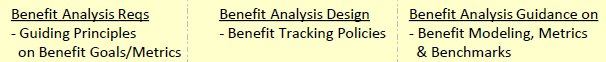 Benefit Analysis Reqs
- Guiding Principles
on Benefit Goals/Metrics
Benefit Analysis Design
- Benefit Tracking Policies
Benefit Analysis Guidance on
- Benefit Modeling, Metrics
& Benchmarks